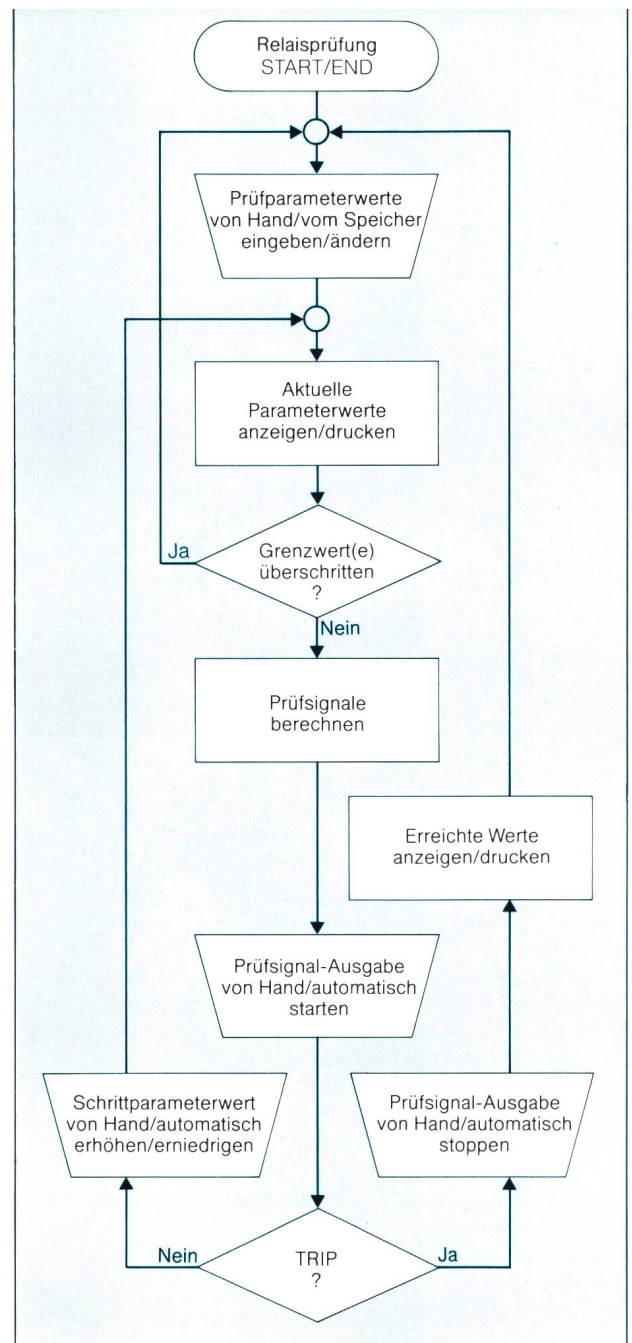 Relaisprüfung
START/END
Prüfparameterwerte
von Hand/vom Speicher
eingeben/ändern
Aktuelle
Parameterwerte
anzeigen/drucken
Ja
Grenzwert(e)
überschritten
?
Nein
Prüfsignale
berechnen
Erreichte Werte
anzeigen/drucken
Prüfsignal-Ausgabe
von Hand/automatisch
starten
Schrittparameterwert
von Hand/automatisch
erhöhen/erniedrigen
Prüfsignal-Ausgabe
von Hand/automatisch
stoppen
Nein
TRIP
?
Ja